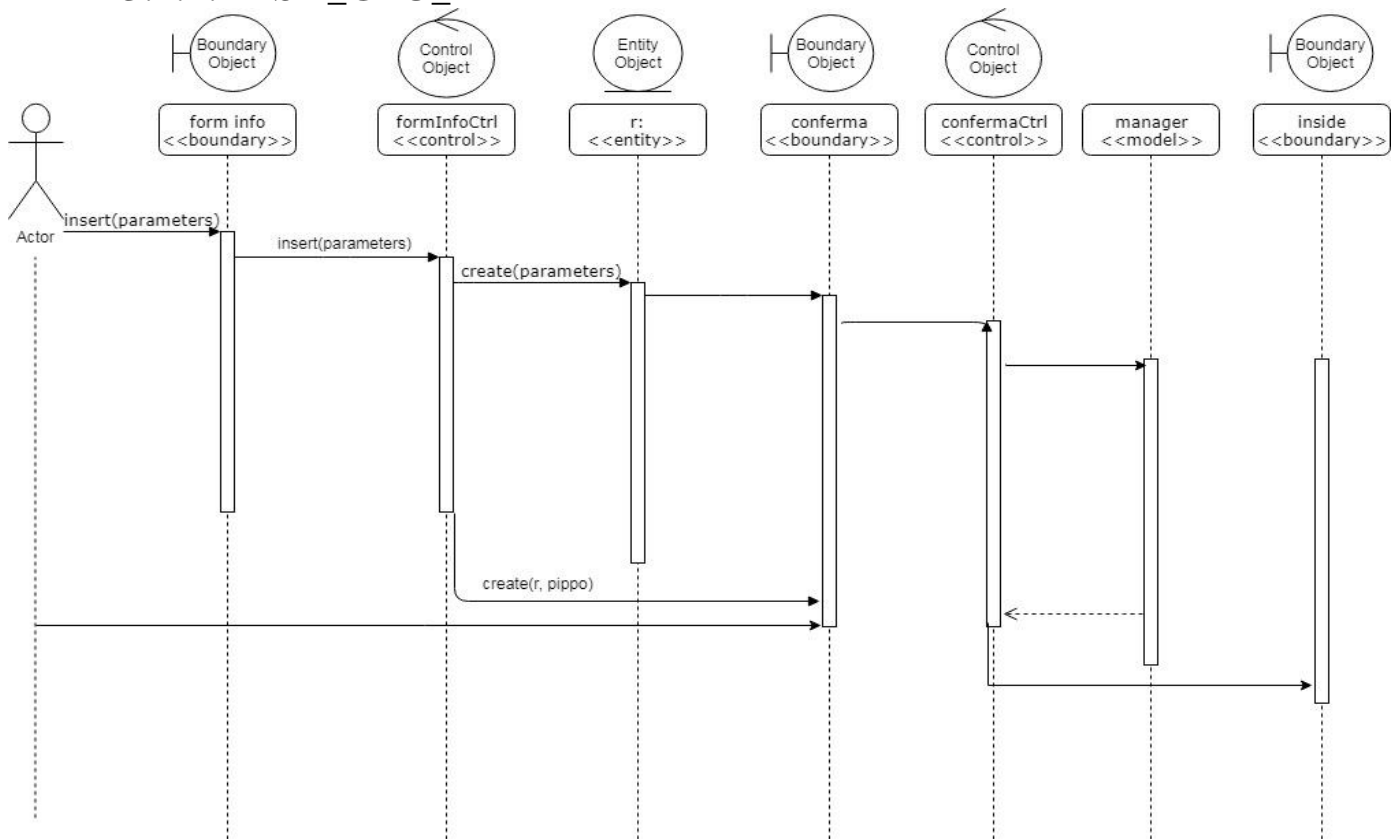 Boundary
Object
Control
Object
Entity
Object
Boundary
Object
Control
Object
Boundary
Object
form info
<<boundary>>
formInfoCtrl
<<control>>
r:
<<entity>>
conferma
<<boundary>>
confermaCtrl
<<control>>
manager
<<model>>
inside
<<boundary>>
Actor
insert(parameters)
insert(parameters)
create(parameters)
create(r, pippo)